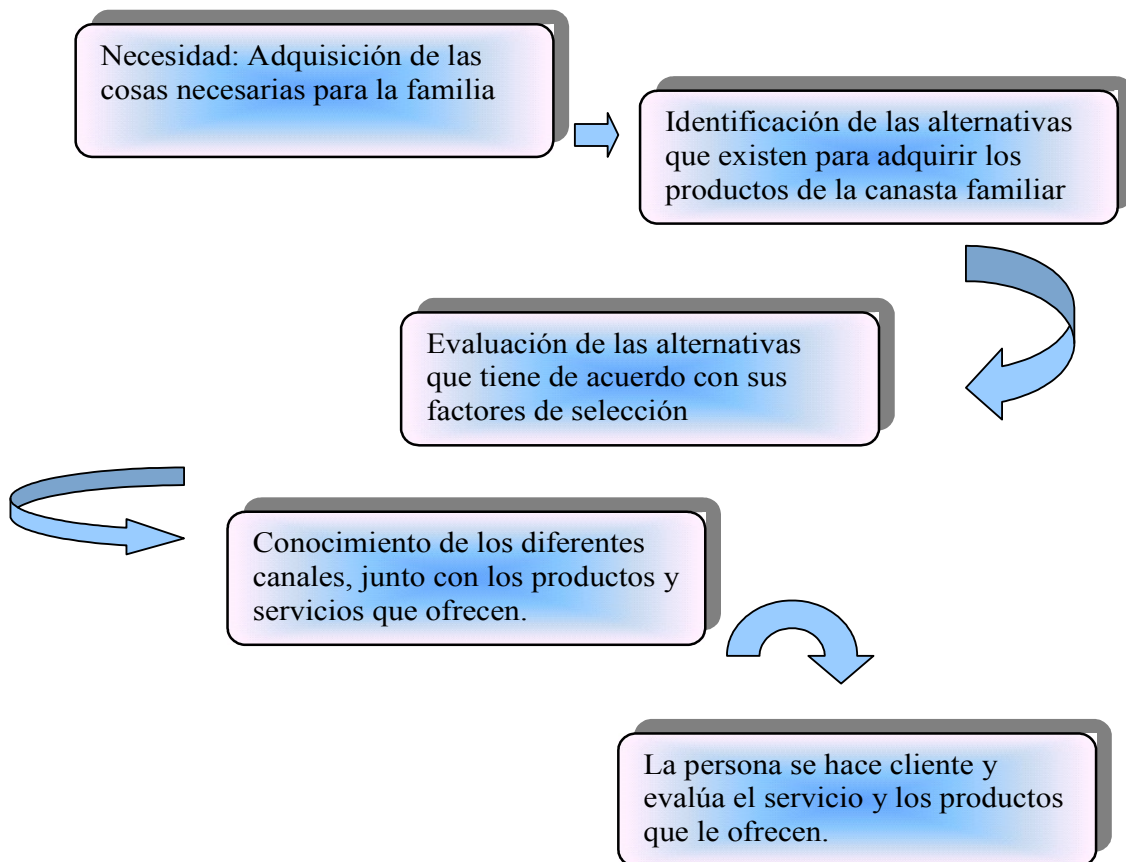 Necesidad: Adquisición de las
cosas necesarias para la familia
Identificación de las alternativas
que existen para adquirir los
productos de la canasta familiar
Evaluación de las alternativas
que tiene de acuerdo con sus
factores de selección
Conocimiento de los diferentes
canales, junto con los productos y
servicios que ofrecen.
La persona se hace cliente y
evalúa el servicio y los productos
que le ofrecen.